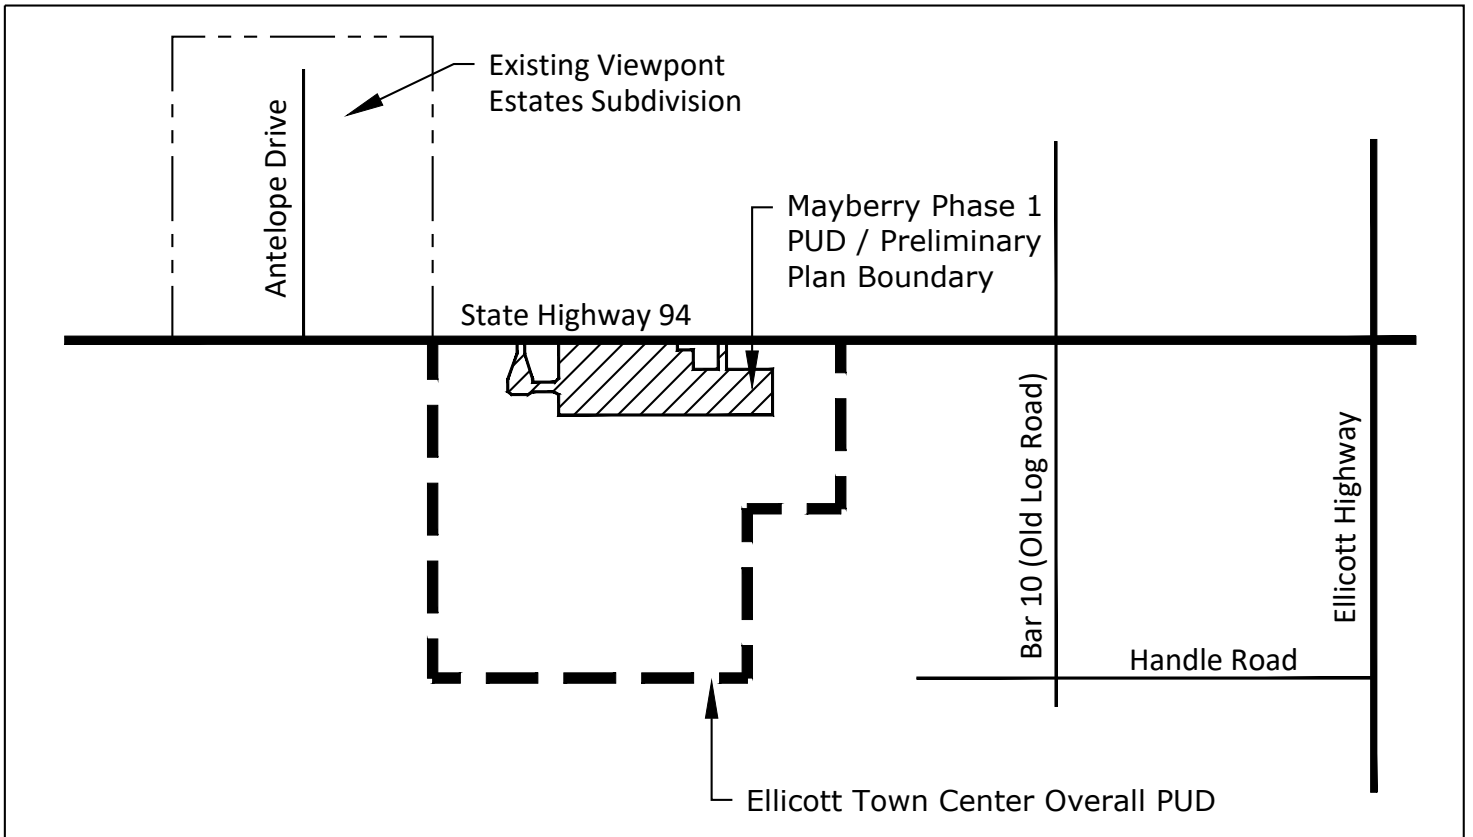 Existing Viewpont
Estates Subdivision
Antelope Drive
Mayberry Phase 1
PUD / Preliminary
Plan Boundary
State Highway 94
Bar 10 (Old Log Road)
Ellicott Highway
Handle Road
Ellicott Town Center Overall PUD